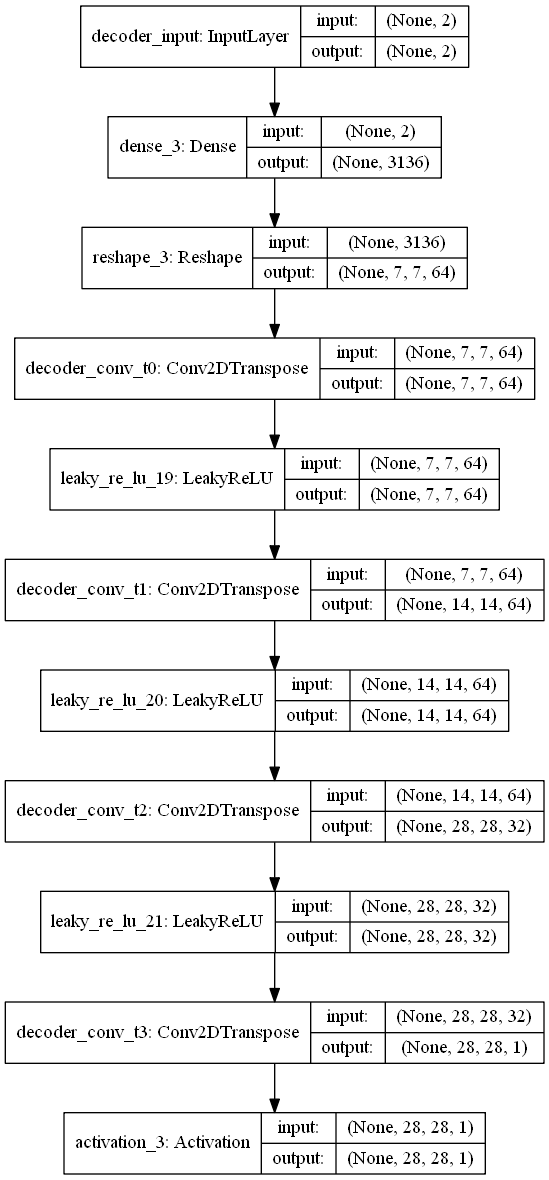 decoder_input: InputLayer
input: (None, 2)
output: (None, 2)
dense_3: Dense
input: (None, 2)
output: (None, 3136)
reshape_3: Reshape
input: (None, 3136)
output: (None, 7, 7, 64)
decoder_conv_t0: Conv2DTranspose
input: (None, 7, 7, 64)
output: (None, 7, 7, 64)
leaky_re_lu_19: LeakyReLU
input: (None, 7, 7, 64)
output: (None, 7, 7, 64)
decoder_conv_t1: Conv2DTranspose
input: (None, 7, 7, 64)
output: (None, 14, 14, 64)
leaky_re_lu_20: LeakyReLU
input: (None, 14, 14, 64)
output: (None, 14, 14, 64)
decoder_conv_t2: Conv2DTranspose
input: (None, 14, 14, 64)
output: (None, 28, 28, 32)
leaky_re_lu_21: LeakyReLU
input: (None, 28, 28, 32)
output: (None, 28, 28, 32)
decoder_conv_t3: Conv2DTranspose
input: (None, 28, 28, 32)
output: (None, 28, 28, 1)
activation_3: Activation
input: (None, 28, 28, 1)
output: (None, 28, 28, 1)